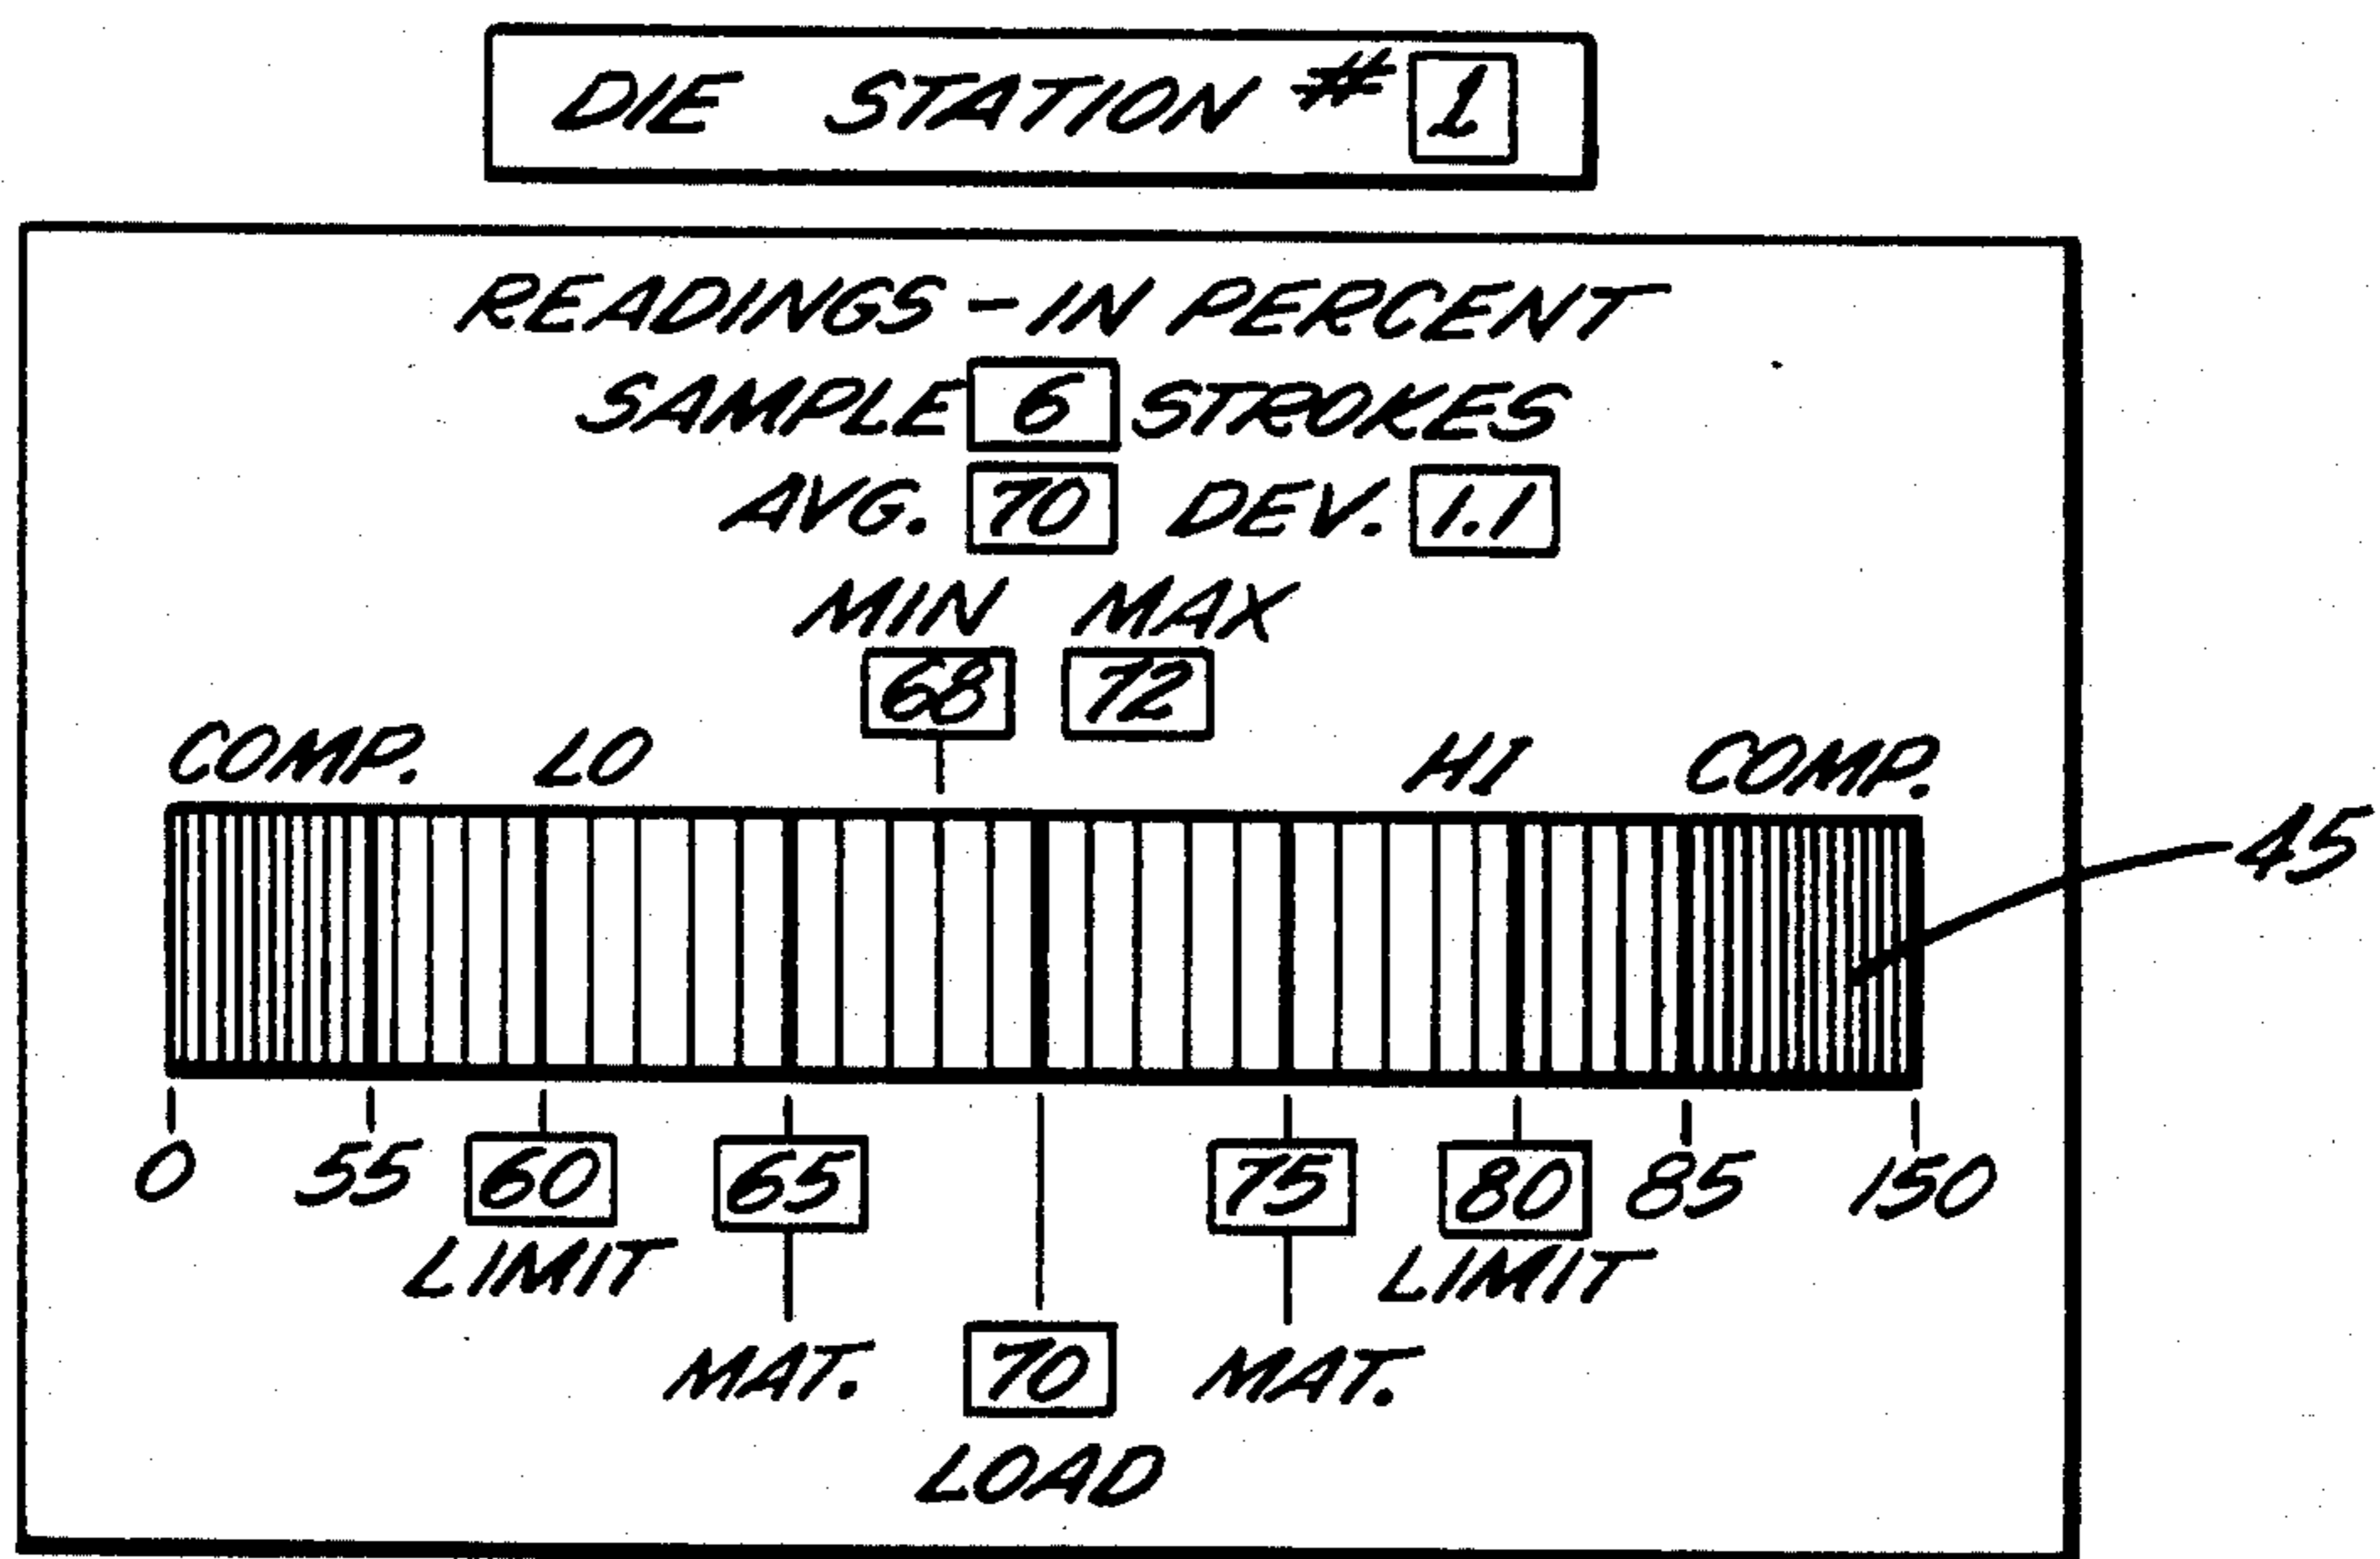 DIE STATION # 1
READINGS - IN PERCENT
SAMPLE 6 STROKES
AVG. 70 DEV. 1.1
MIN MAX
68 72
COMP. LO HI COMP.
45
0 55 60 65 75 80 85 150
LIMIT LIMIT
MAT. 70 MAT.
LOAD